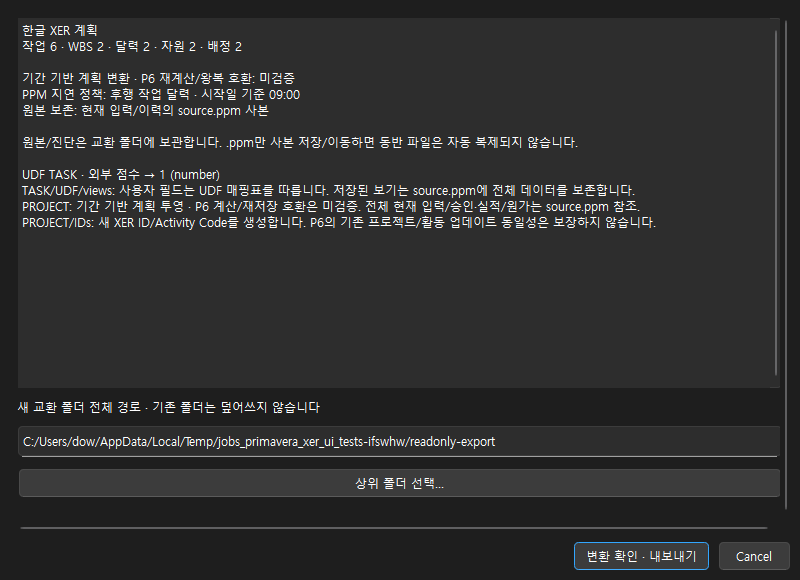 한글 XER 계획
작업 6 · WBS 2 · 달력 2 · 자원 2 · 배정 2
기간 기반 계획 변환 · P6 재계산/왕복 호환: 미검증
PPM 지연 정책: 후행 작업 달력 · 시작일 기준 09:00
원본 보존: 현재 입력/이력의 source.ppm 사본
원본/진단은 교환 폴더에 보관합니다. .ppm만 사본 저장/이동하면 동반 파일은 자동 복제되지 않습니다.
UDF TASK · 외부 점수 → 1 (number)
TASK/UDF/views: 사용자 필드는 UDF 매핑표를 따릅니다. 저장된 보기는 source.ppm에 전체 데이터를 보존합니다.
PROJECT: 기간 기반 계획 투영 · P6 계산/재저장 호환은 미검증. 전체 현재 입력/승인·실적/원가는 source.ppm 참조.
PROJECT/IDs: 새 XER ID/Activity Code를 생성합니다. P6의 기존 프로젝트/활동 업데이트 동일성은 보장하지 않습니다.
새 교환 폴더 전체 경로 · 기존 폴더는 덮어쓰지 않습니다
C:/Users/dow/AppData/Local/Temp/jobs_primavera_xer_ui_tests-ifswhw/readonly-export
상위 폴더 선택...
변환 확인 · 내보내기
Cancel